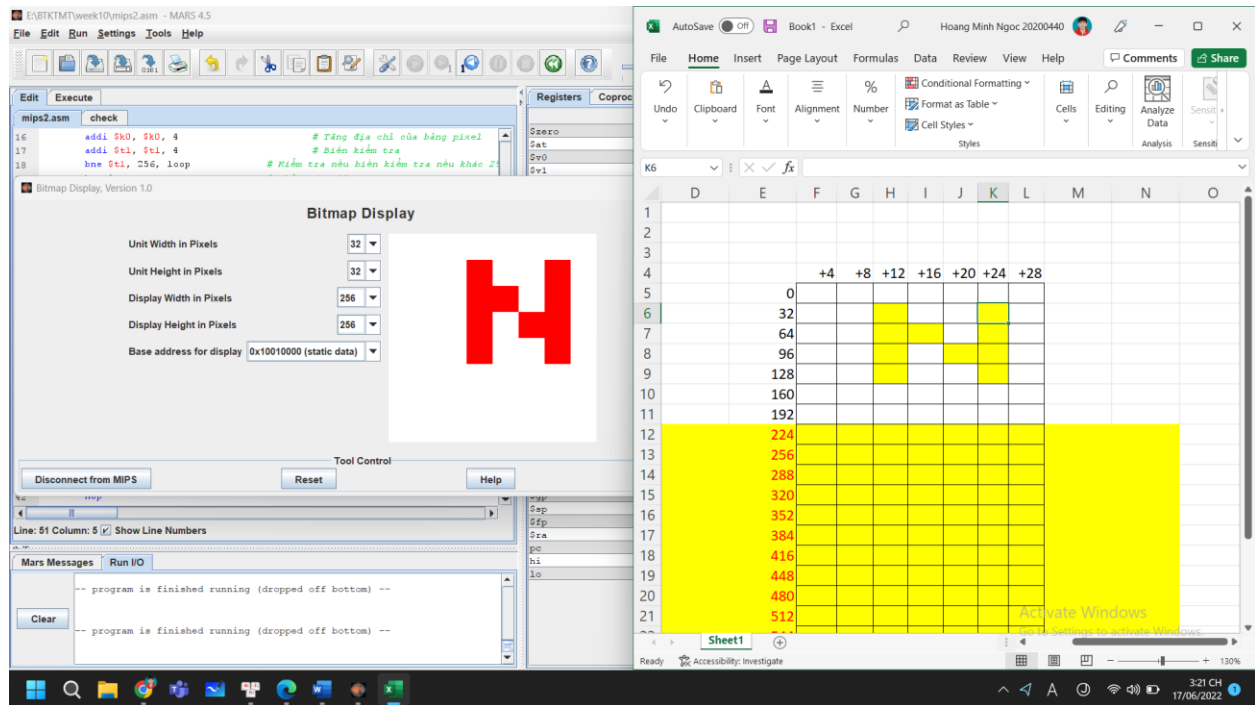 E:\BTKTMT\week10\mips2.asm - MARS 4.5
File Edit Run Settings Tools Help
Edit Execute
mips2.asm check
16 addi $k0, $k0, 4 # Tăng địa chỉ của bảng pixel
17 addi $t1, $t1, 4 # Biến kiểm tra
18 bne $t1, 256, loop # Kiểm tra nếu biến kiểm tra nếu khác 25
Registers Coproc
$zero
$at
$v0
$v1
Bitmap Display, Version 1.0
Bitmap Display
Unit Width in Pixels 32
Unit Height in Pixels 32
Display Width in Pixels 256
Display Height in Pixels 256
Base address for display 0x10010000 (static data)
Tool Control
Disconnect from MIPS Reset Help
42 nop
$gp
$sp
$fp
$ra
pc
hi
lo
Line: 51 Column: 5 Show Line Numbers
Mars Messages Run I/O
-- program is finished running (dropped off bottom) --
Clear
-- program is finished running (dropped off bottom) --
AutoSave Off Book1 - Excel Hoang Minh Ngoc 20200440
File Home Insert Page Layout Formulas Data Review View Help Comments Share
Undo Clipboard Font Alignment Number
Conditional Formatting
Format as Table
Cell Styles
Styles
Cells Editing Analyze Data Sensit
Analysis Sensiti
K6 fx
D E F G H I J K L M N O
1
2
3
4 +4 +8 +12 +16 +20 +24 +28
5 0
6 32
7 64
8 96
9 128
10 160
11 192
12 224
13 256
14 288
15 320
16 352
17 384
18 416
19 448
20 480
21 512
Activate Windows
Go to Settings to activate Windows.
Sheet1
Ready Accessibility: Investigate 130%
3:21 CH
17/06/2022 1